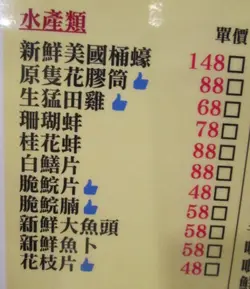 水產類 單價
新鮮美國桶蠔 148□
原隻花膠筒 88□
生猛田雞 68□
珊瑚蚌 78□
桂花蚌 88□
白鱔片 88□
脆鯇片 48□
脆鯇腩 58□
新鮮大魚頭 58□
新鮮魚卜 58□
花枝片 48□